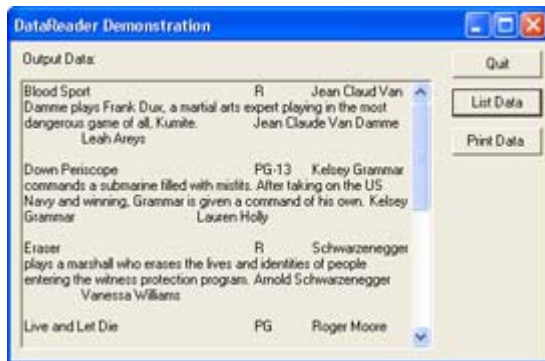 DataReader Demonstration
Output Data:
Quit
List Data
Print Data
Blood Sport R Jean Claud Van
Damme plays Frank Dux, a martial arts expert playing in the most
dangerous game of all, Kumite. Jean Claude Van Damme
Leah Areys
Down Periscope PG-13 Kelsey Grammar
commands a submarine filled with misfits. After taking on the US
Navy and winning, Grammar is given a command of his own. Kelsey
Grammar Lauren Holly
Eraser R Schwarzenegger
plays a marshall who erases the lives and identities of people
entering the witness protection program. Arnold Schwarzenegger
Vanessa Williams
Live and Let Die PG Roger Moore